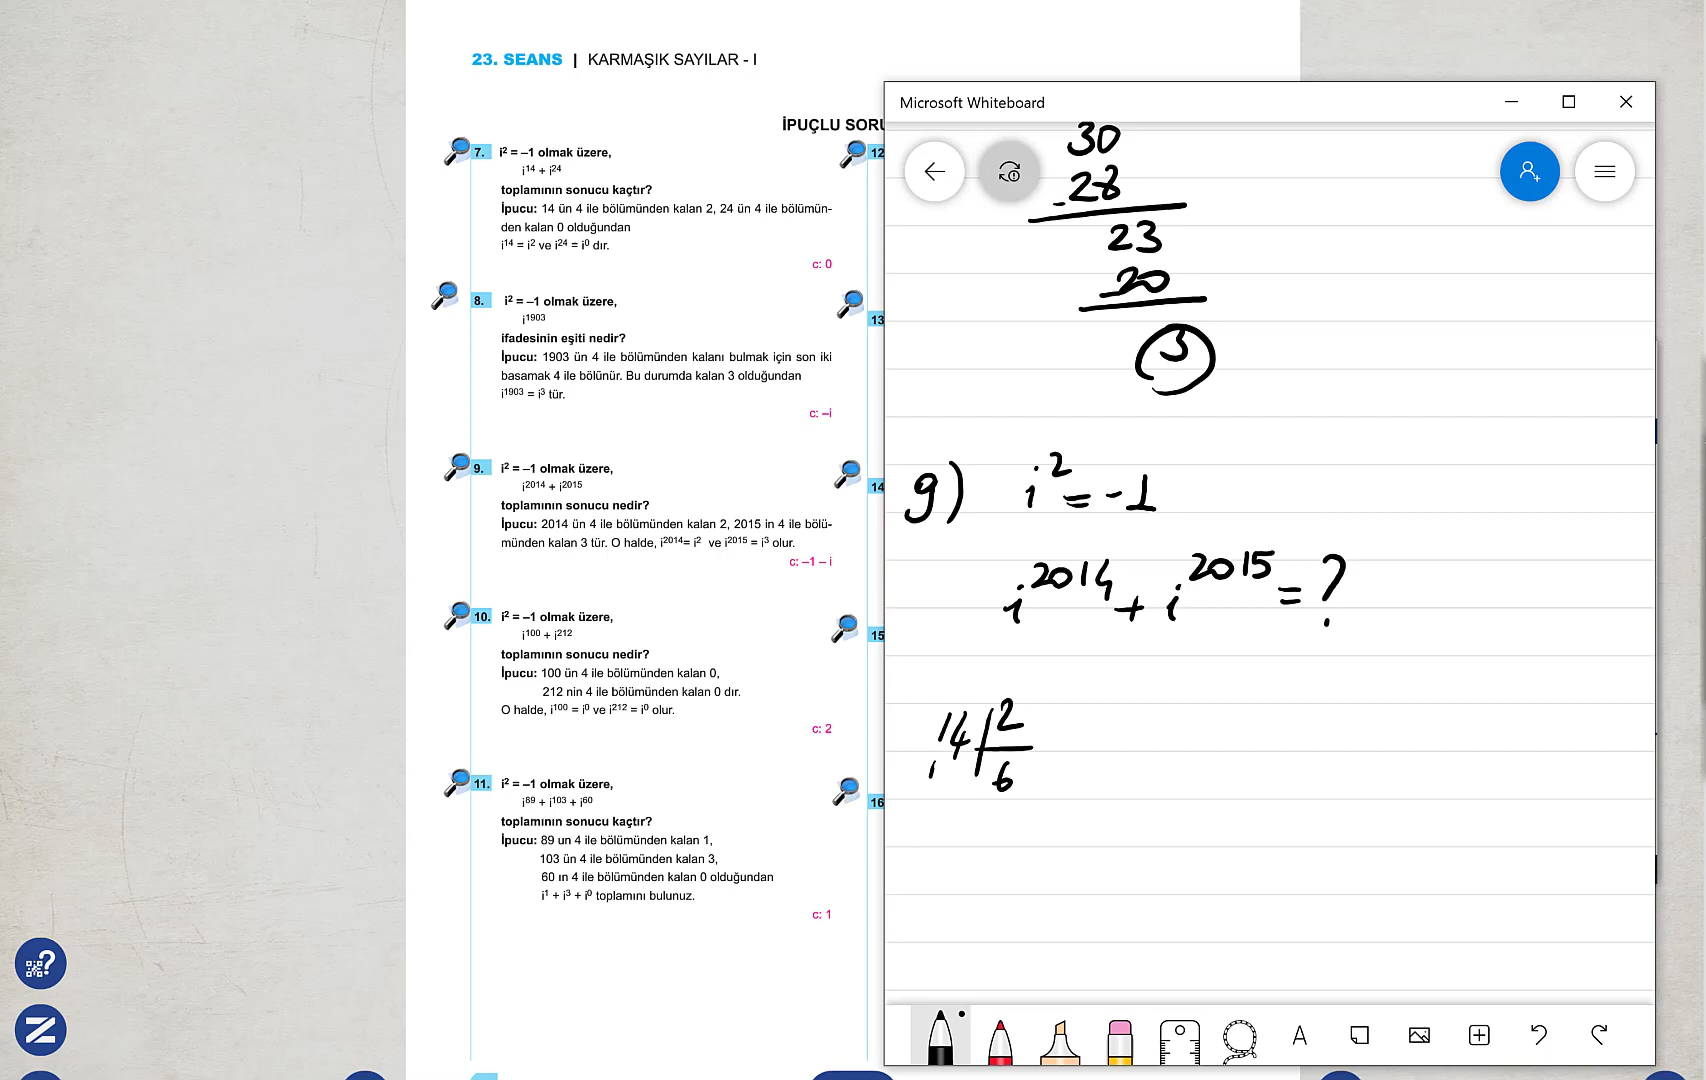 23. SEANS | KARMAŞIK SAYILAR - I
İPUÇLU SORU
7. i² = –1 olmak üzere,
i¹⁴ + i²⁴
toplamının sonucu kaçtır?
İpucu: 14 ün 4 ile bölümünden kalan 2, 24 ün 4 ile bölümün-
den kalan 0 olduğundan
i¹⁴ = i² ve i²⁴ = i⁰ dır.
c: 0
8. i² = –1 olmak üzere,
i¹⁹⁰³
ifadesinin eşiti nedir?
İpucu: 1903 ün 4 ile bölümünden kalanı bulmak için son iki
basamak 4 ile bölünür. Bu durumda kalan 3 olduğundan
i¹⁹⁰³ = i³ tür.
c: –i
9. i² = –1 olmak üzere,
i²⁰¹⁴ + i²⁰¹⁵
toplamının sonucu nedir?
İpucu: 2014 ün 4 ile bölümünden kalan 2, 2015 in 4 ile bölü-
münden kalan 3 tür. O halde, i²⁰¹⁴= i² ve i²⁰¹⁵ = i³ olur.
c: –1 – i
10. i² = –1 olmak üzere,
i¹⁰⁰ + i²¹²
toplamının sonucu nedir?
İpucu: 100 ün 4 ile bölümünden kalan 0,
212 nin 4 ile bölümünden kalan 0 dır.
O halde, i¹⁰⁰ = i⁰ ve i²¹² = i⁰ olur.
c: 2
11. i² = –1 olmak üzere,
i⁸⁹ + i¹⁰³ + i⁶⁰
toplamının sonucu kaçtır?
İpucu: 89 un 4 ile bölümünden kalan 1,
103 ün 4 ile bölümünden kalan 3,
60 ın 4 ile bölümünden kalan 0 olduğundan
i¹ + i³ + i⁰ toplamını bulunuz.
c: 1
12
13
14
15
16
Microsoft Whiteboard
30
-28
23
20
3
9) i² = -1
i²⁰¹⁴ + i²⁰¹⁵ = ?
14 2
6